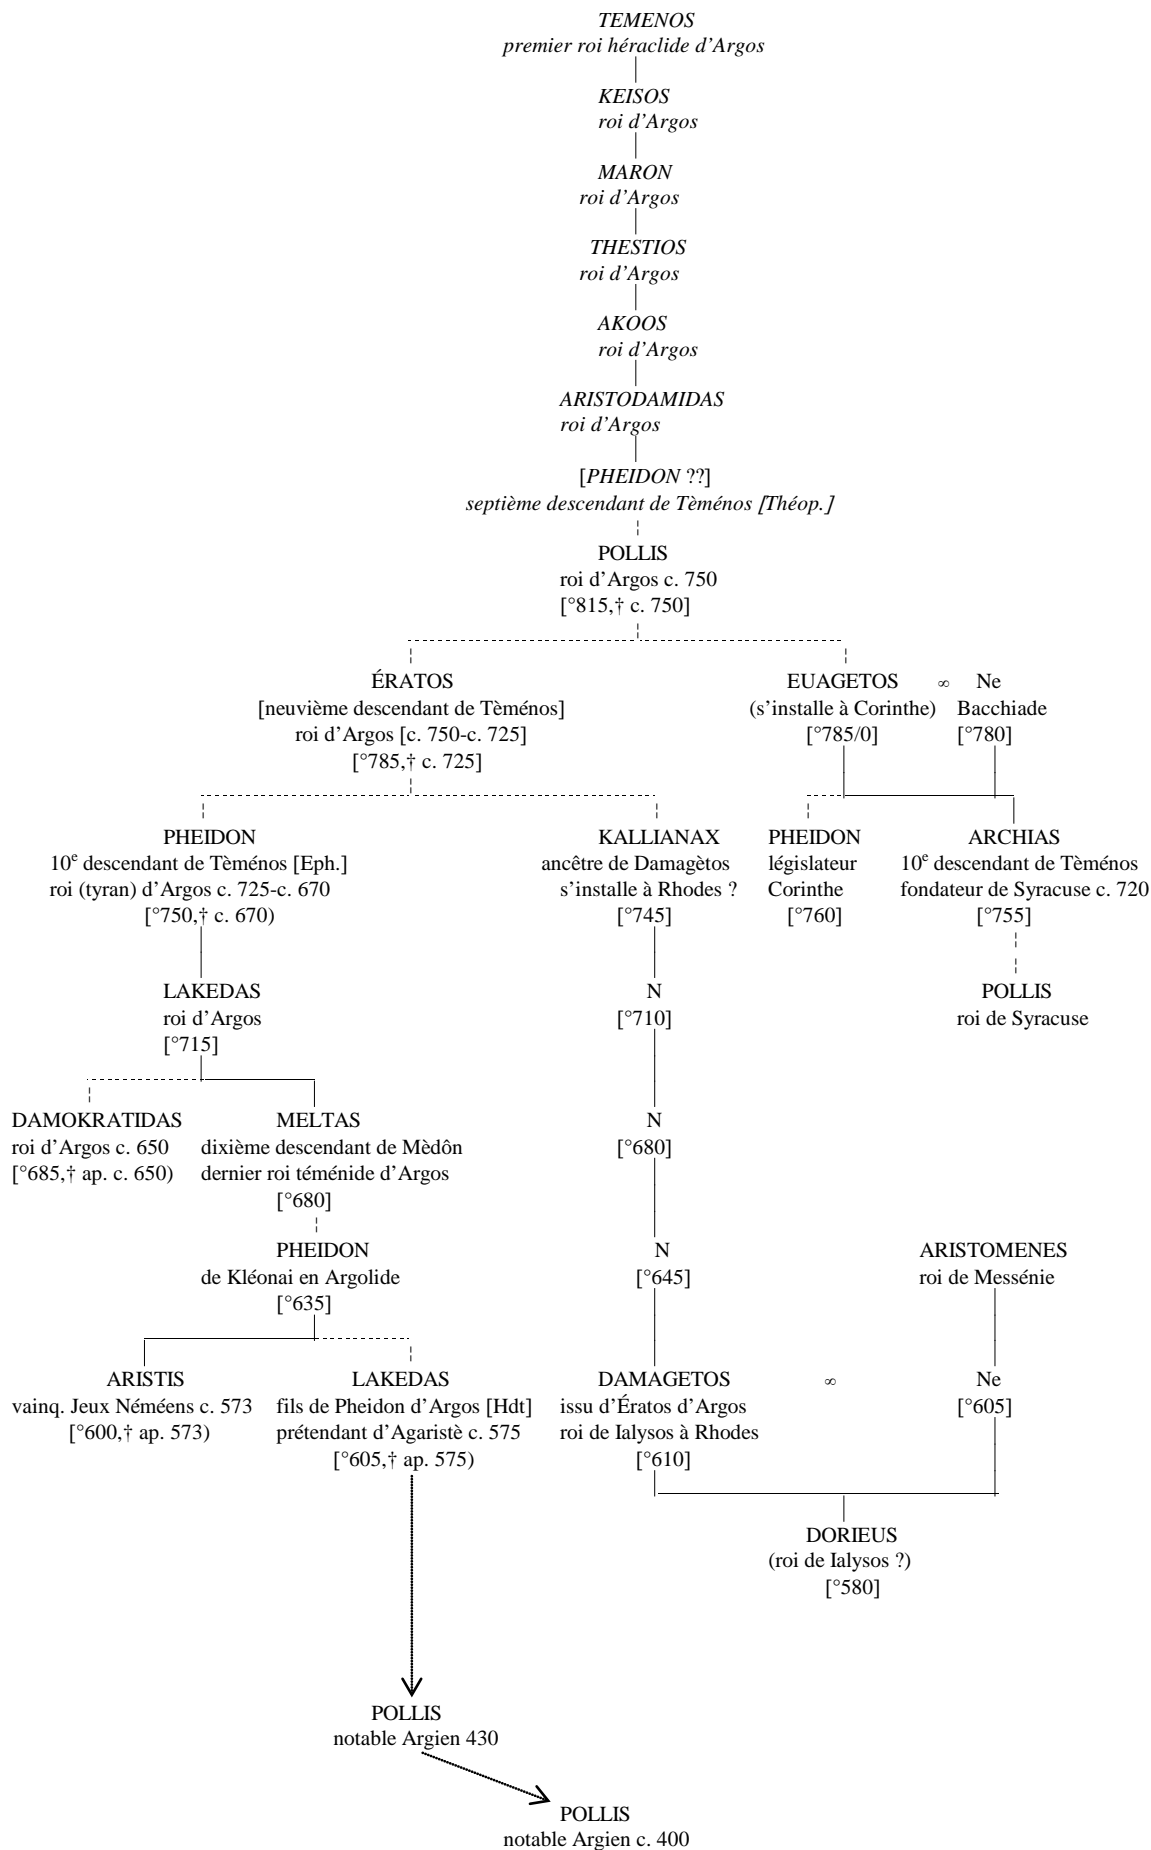 TEMENOS
premier roi héraclide d’Argos
KEISOS
roi d’Argos
MARON
roi d’Argos
THESTIOS
roi d’Argos
AKOOS
roi d’Argos
ARISTODAMIDAS
roi d’Argos
[PHEIDON ??]
septième descendant de Tèménos [Théop.]
POLLIS
roi d’Argos c. 750
[°815,† c. 750]
ÉRATOS
[neuvième descendant de Tèménos]
roi d’Argos [c. 750-c. 725]
[°785,† c. 725]
EUAGETOS ∞ Ne
(s’installe à Corinthe) Bacchiade
[°785/0] [°780]
PHEIDON
10e descendant de Tèménos [Eph.]
roi (tyran) d’Argos c. 725-c. 670
[°750,† c. 670)
KALLIANAX
ancêtre de Damagètos
s’installe à Rhodes ?
[°745]
PHEIDON
législateur
Corinthe
[°760]
ARCHIAS
10e descendant de Tèménos
fondateur de Syracuse c. 720
[°755]
LAKEDAS
roi d’Argos
[°715]
N
[°710]
POLLIS
roi de Syracuse
DAMOKRATIDAS
roi d’Argos c. 650
[°685,† ap. c. 650)
MELTAS
dixième descendant de Mèdôn
dernier roi téménide d’Argos
[°680]
N
[°680]
PHEIDON
de Kléonai en Argolide
[°635]
N
[°645]
ARISTOMENES
roi de Messénie
ARISTIS
vainq. Jeux Néméens c. 573
[°600,† ap. 573)
LAKEDAS
fils de Pheidon d’Argos [Hdt]
prétendant d’Agaristè c. 575
[°605,† ap. 575)
DAMAGETOS ∞ Ne
issu d’Ératos d’Argos [°605]
roi de Ialysos à Rhodes
[°610]
DORIEUS
(roi de Ialysos ?)
[°580]
POLLIS
notable Argien 430
POLLIS
notable Argien c. 400